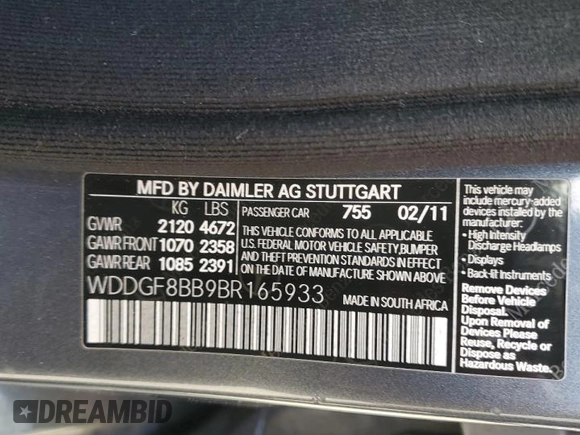 MFD BY DAIMLER AG STUTTGART
KG LBS
GVWR 2120 4672
GAWR FRONT 1070 2358
GAWR REAR 1085 2391
PASSENGER CAR 755 02/11
THIS VEHICLE CONFORMS TO ALL APPLICABLE
U.S. FEDERAL MOTOR VEHICLE SAFETY, BUMPER
AND THEFT PREVENTION STANDARDS IN EFFECT
ON THE DATE OF MANUFACTURE SHOWN ABOVE.
WDDGF8BB9BR165933
MADE IN SOUTH AFRICA
This vehicle may
include mercury-added
devices installed by
the manufacturer:
• High Intensity
Discharge Headlamps
• Displays
• Back-lit Instruments
Remove Devices
Before Vehicle
Disposal.
Upon Removal of
Devices Please
Reuse, Recycle or
Dispose as
Hazardous Waste.
DREAMBID